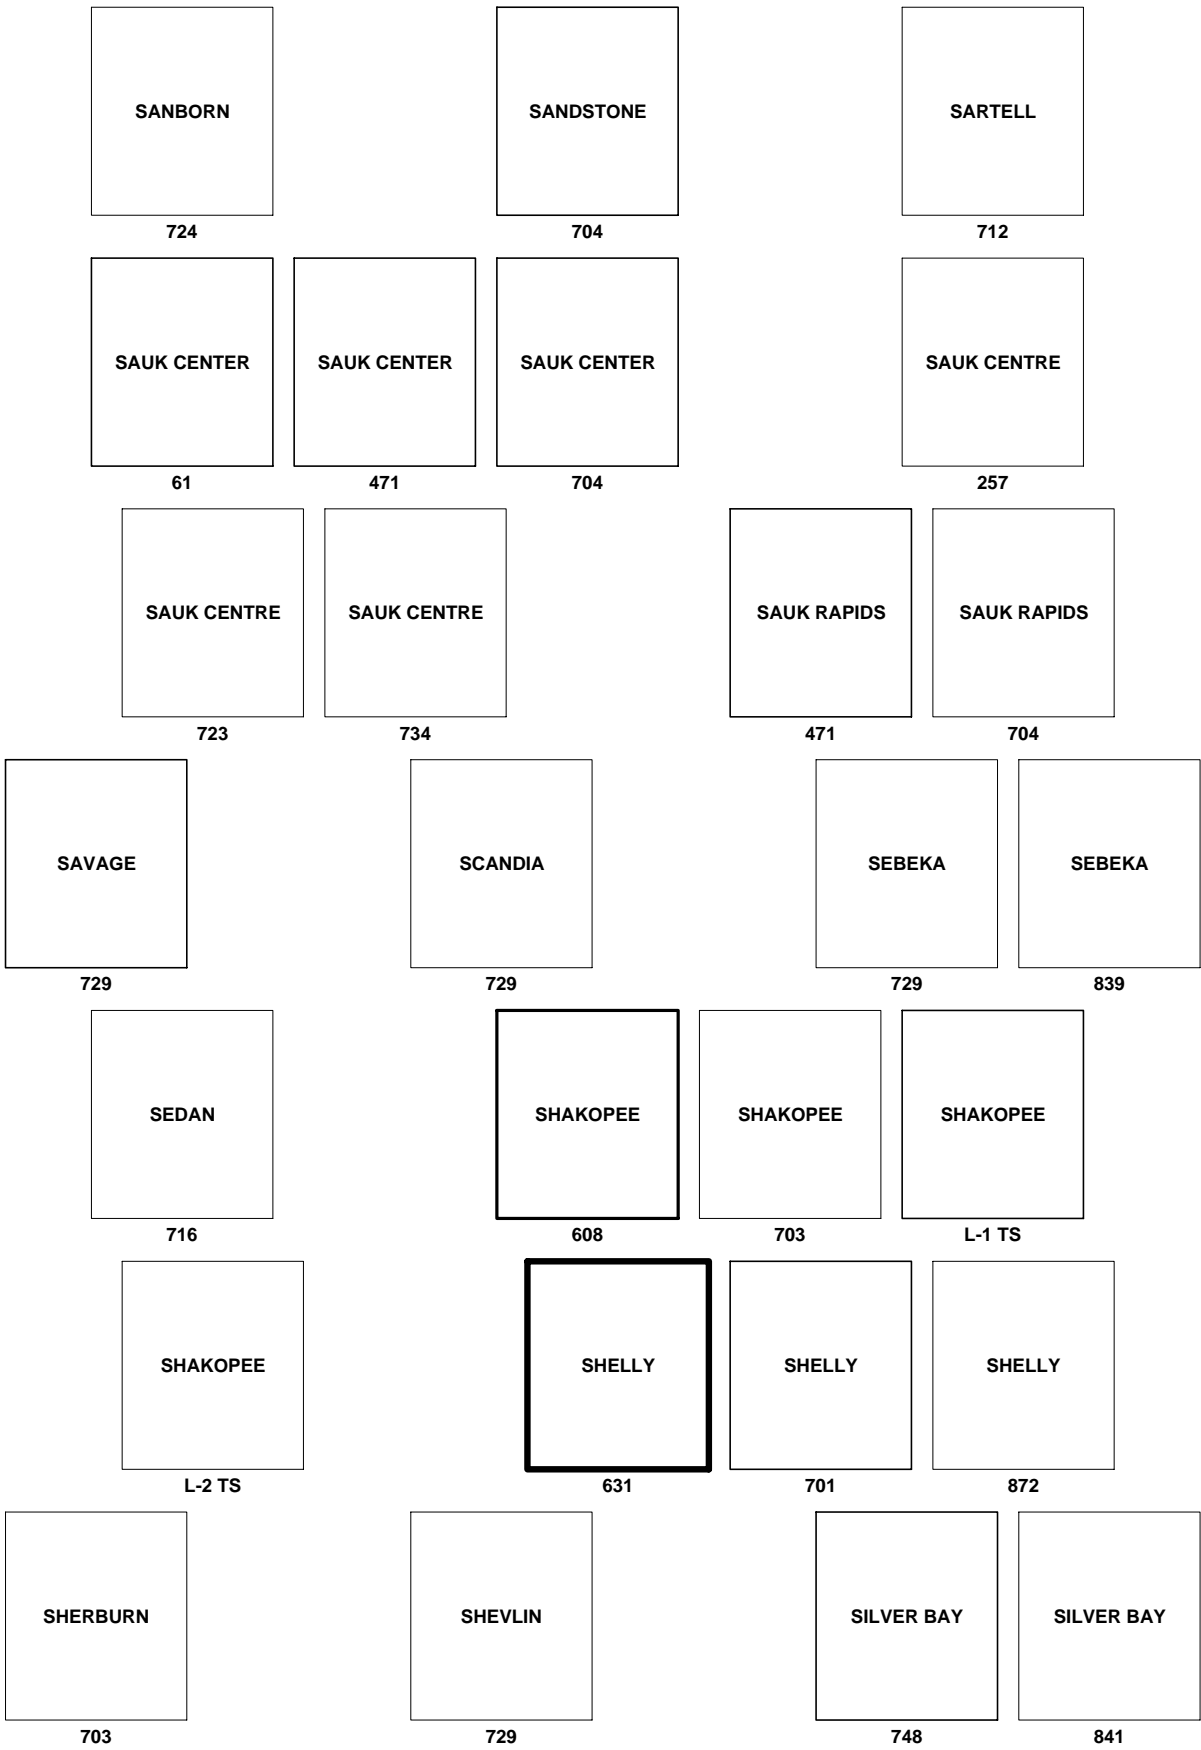 SANBORN SANDSTONE SARTELL
724 704 712
SAUK CENTER SAUK CENTER SAUK CENTER SAUK CENTRE
61 471 704 257
SAUK CENTRE SAUK CENTRE SAUK RAPIDS SAUK RAPIDS
723 734 471 704
SAVAGE SCANDIA SEBEKA SEBEKA
729 729 729 839
SEDAN SHAKOPEE SHAKOPEE SHAKOPEE
716 608 703 L-1 TS
SHAKOPEE SHELLY SHELLY SHELLY
L-2 TS 631 701 872
SHERBURN SHEVLIN SILVER BAY SILVER BAY
703 729 748 841